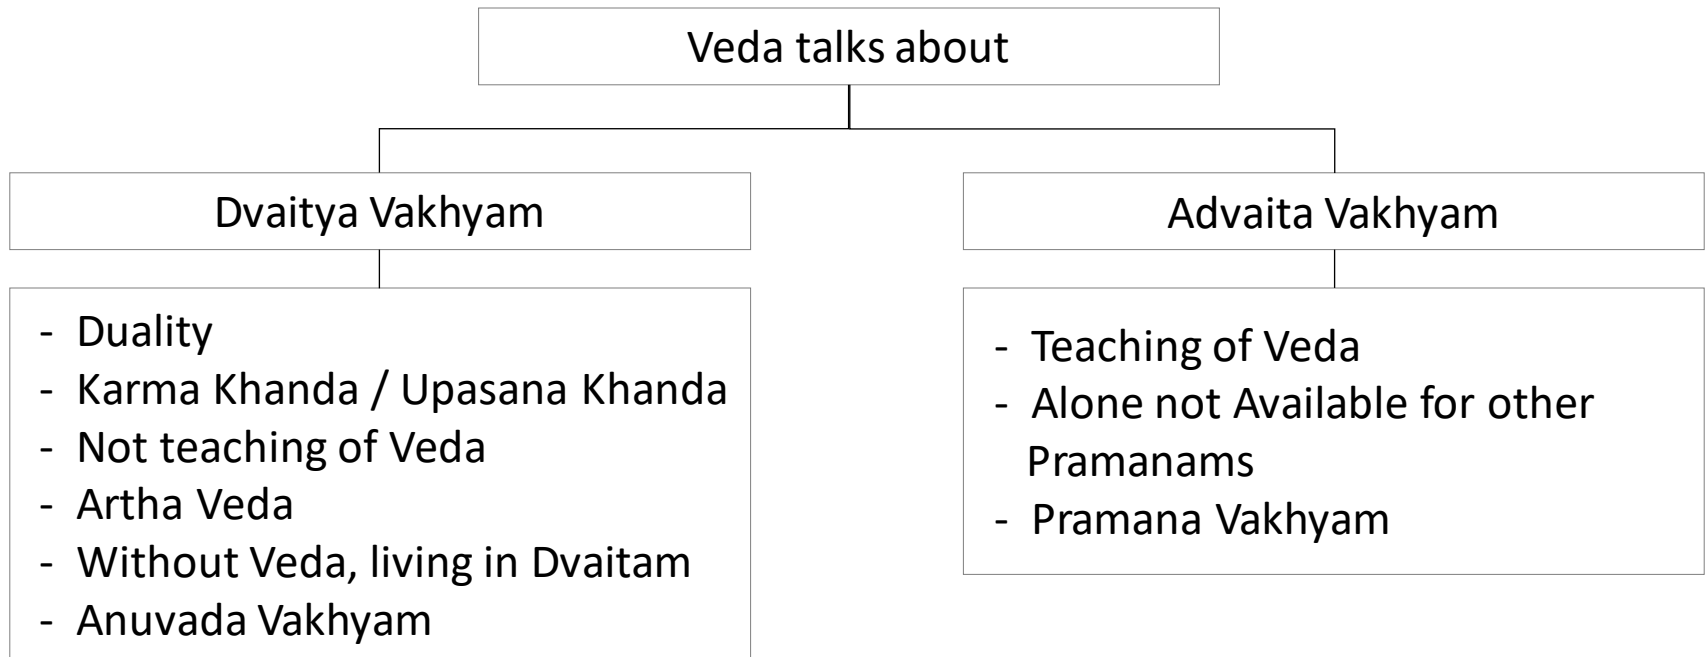 Veda talks about
Dvaitya Vakhyam
- Duality
- Karma Khanda / Upasana Khanda
- Not teaching of Veda
- Artha Veda
- Without Veda, living in Dvaitam
- Anuvada Vakhyam
Advaita Vakhyam
- Teaching of Veda
- Alone not Available for other
Pramanams
- Pramana Vakhyam